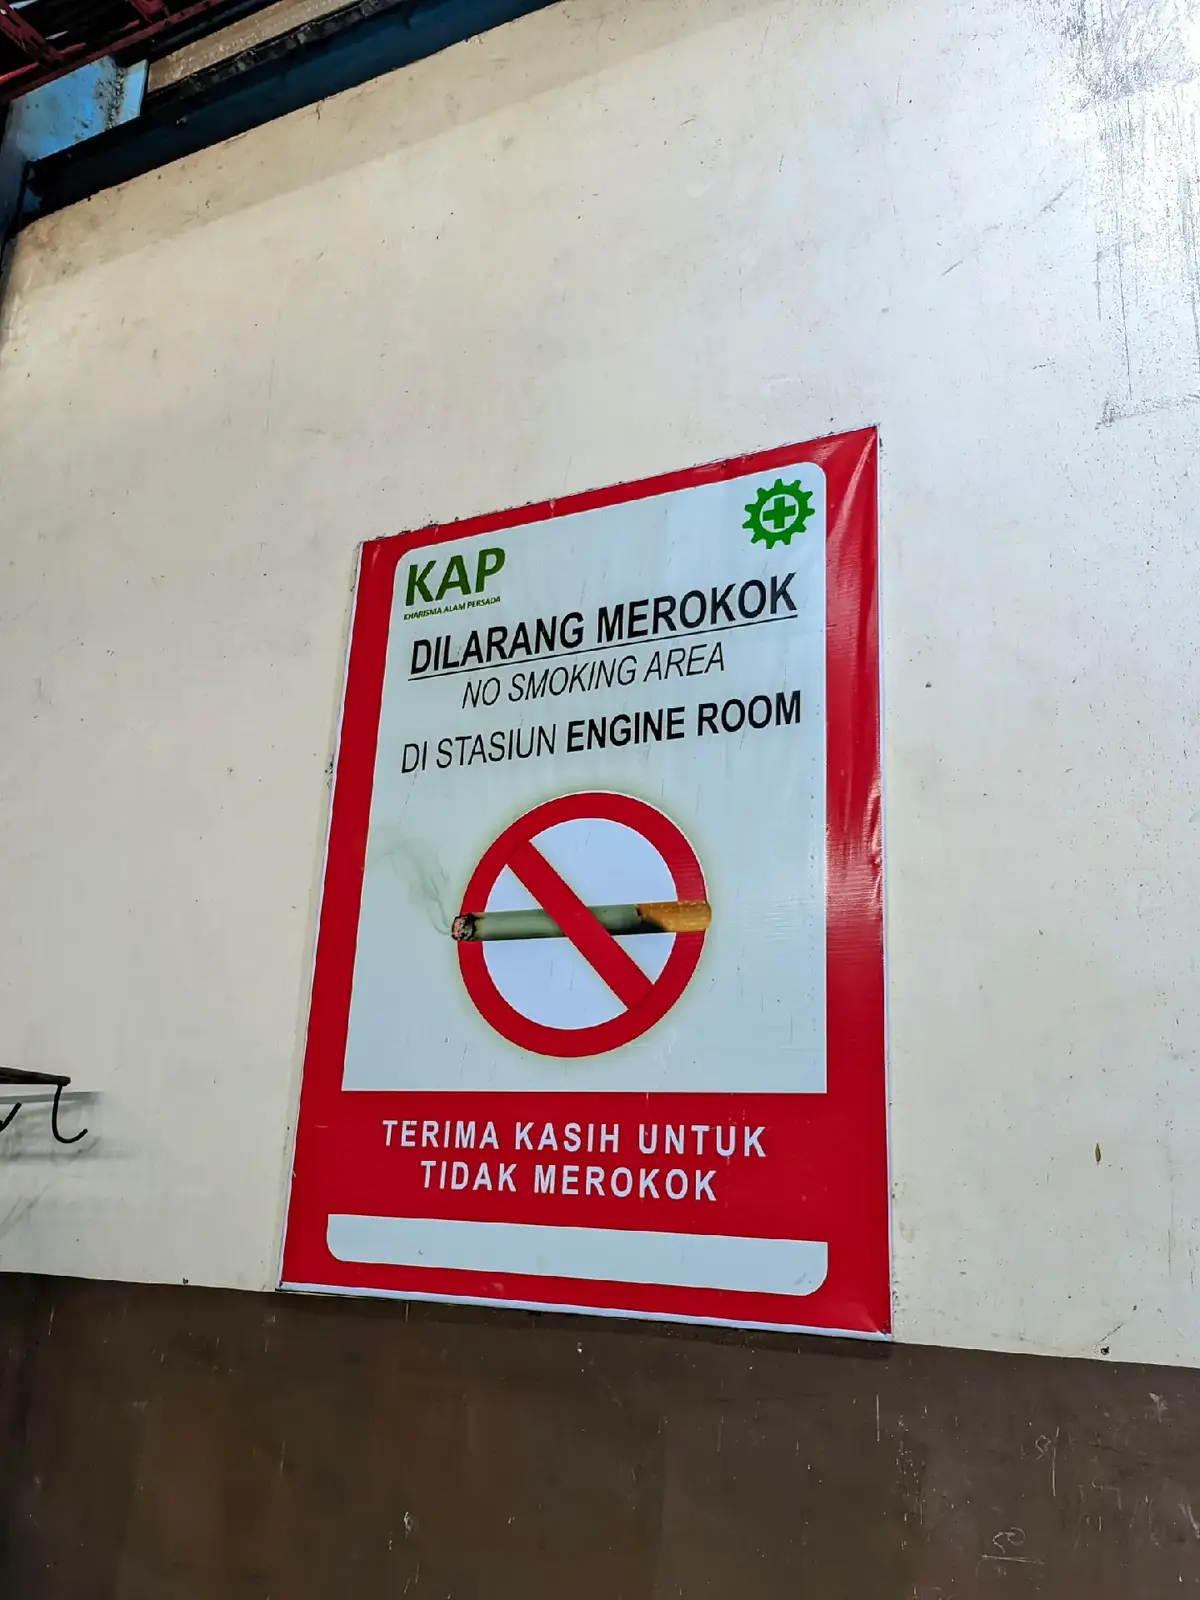 KAP
KHARISMA ALAM PERSADA
DILARANG MEROKOK
NO SMOKING AREA
DI STASIUN ENGINE ROOM
TERIMA KASIH UNTUK
TIDAK MEROKOK